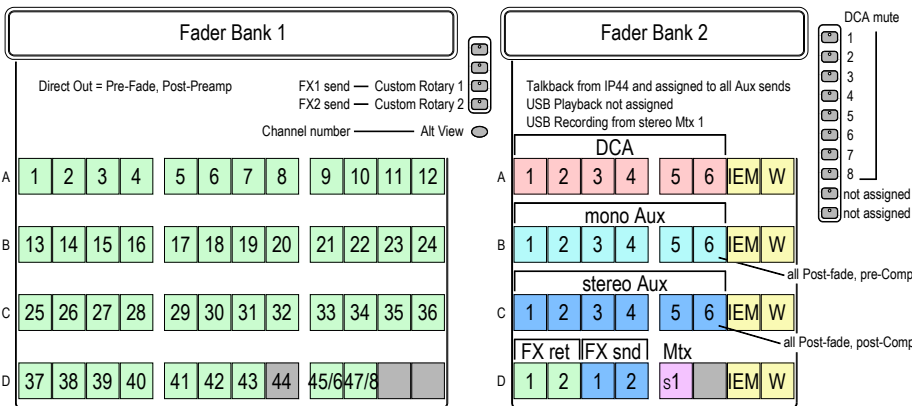 Fader Bank 1
Direct Out = Pre-Fade, Post-Preamp
FX1 send — Custom Rotary 1
FX2 send — Custom Rotary 2
Channel number — Alt View
A 1 2 3 4 5 6 7 8 9 10 11 12
B 13 14 15 16 17 18 19 20 21 22 23 24
C 25 26 27 28 29 30 31 32 33 34 35 36
D 37 38 39 40 41 42 43 44 45/6 47/8
Fader Bank 2
Talkback from IP44 and assigned to all Aux sends
USB Playback not assigned
USB Recording from stereo Mtx 1
DCA
A 1 2 3 4 5 6 IEM W
mono Aux
B 1 2 3 4 5 6 IEM W
all Post-fade, pre-Comp
stereo Aux
C 1 2 3 4 5 6 IEM W
all Post-fade, post-Comp
FX ret FX snd Mtx
D 1 2 1 2 s1 IEM W
DCA mute
1
2
3
4
5
6
7
8
not assigned
not assigned